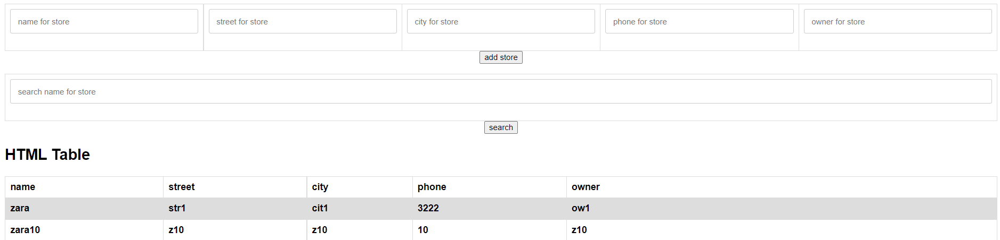 name for store street for store city for store phone for store owner for store
add store
search name for store
search
HTML Table
name street city phone owner
zara str1 cit1 3222 ow1
zara10 z10 z10 10 z10